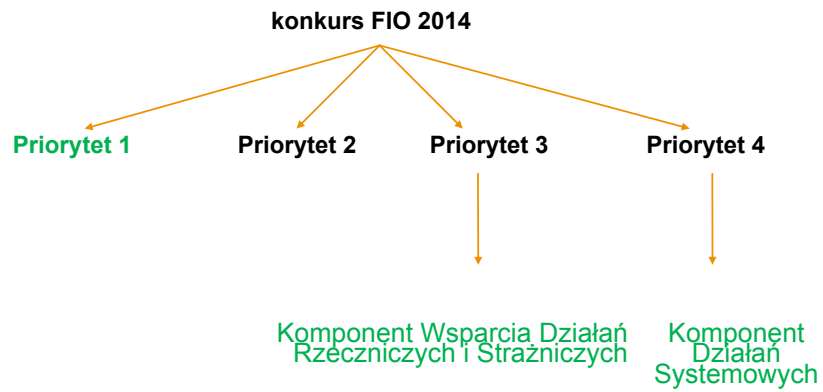 konkurs FIO 2014
Priorytet 1 Priorytet 2 Priorytet 3 Priorytet 4
Komponent Wsparcia Działań
Rzeczniczych i Strażniczych
Komponent
Działań
Systemowych